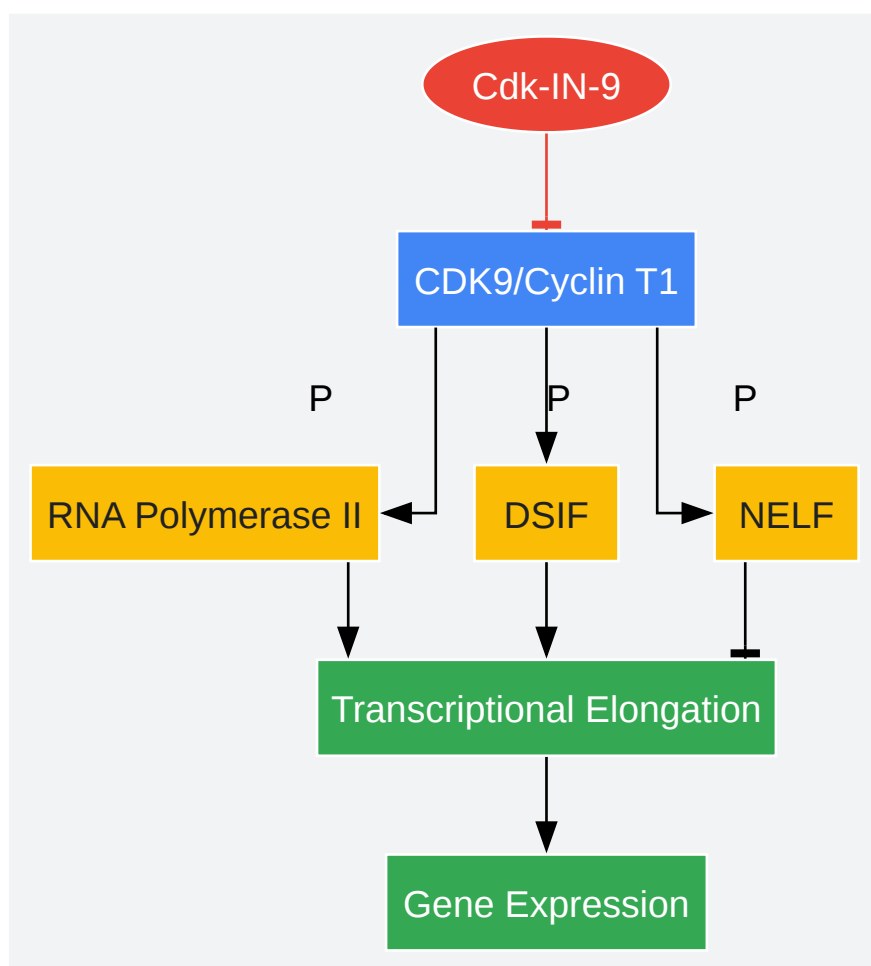 Cdk-IN-9
CDK9/Cyclin T1
P
P
P
RNA Polymerase II
DSIF
NELF
Transcriptional Elongation
Gene Expression